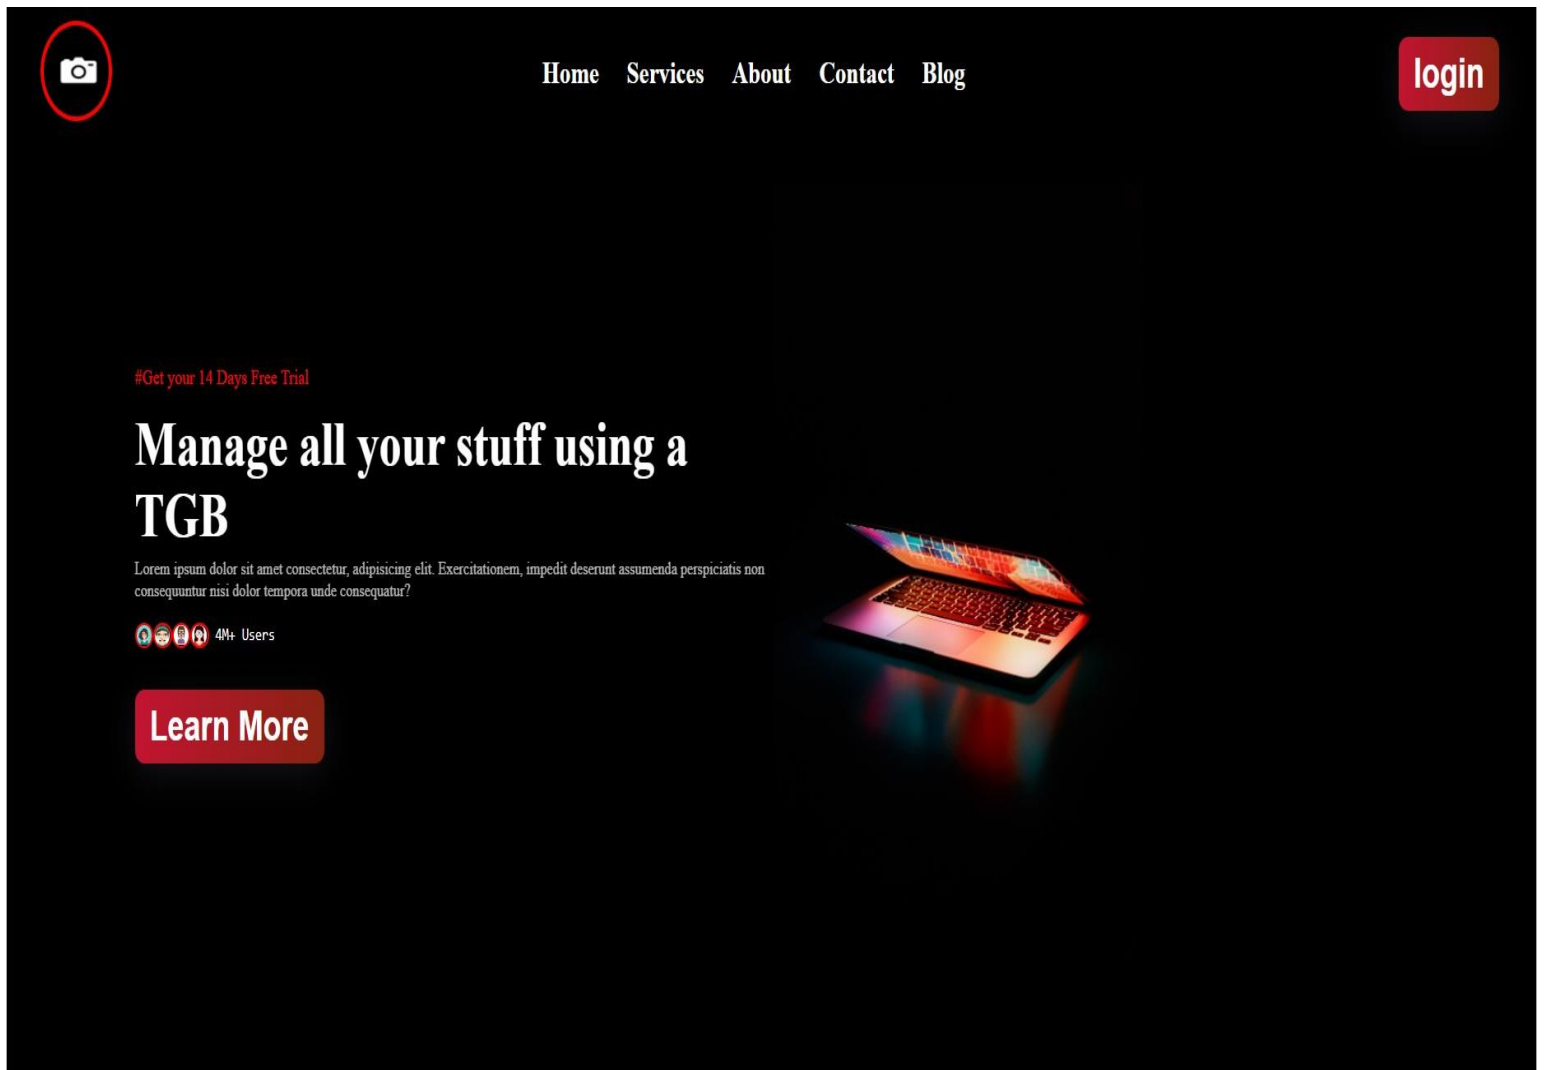 Home Services About Contact Blog
login
#Get your 14 Days Free Trial
Manage all your stuff using a
TGB
Lorem ipsum dolor sit amet consectetur, adipisicing elit. Exercitationem, impedit deserunt assumenda perspiciatis non
consequuntur nisi dolor tempora unde consequatur?
4M+ Users
Learn More